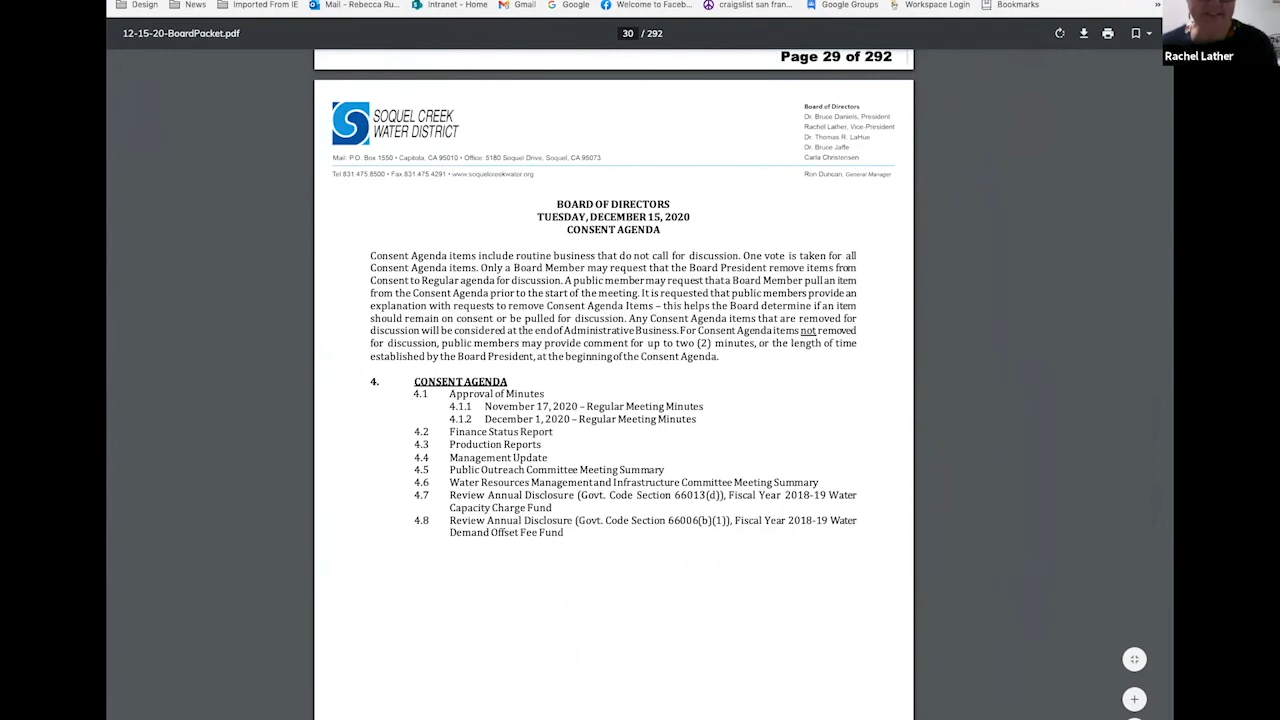 Design News Imported From IE Mail - Rebecca Ru... Intranet - Home Gmail Google Welcome to Faceb... craigslist san fran... Google Groups Workspace Login Bookmarks »
12-15-20-BoardPacket.pdf 30 / 292
Rachel Lather
Page 29 of 292
SOQUEL CREEK
WATER DISTRICT
Board of Directors
Dr. Bruce Daniels, President
Rachel Lather, Vice-President
Dr. Thomas R. LaHue
Dr. Bruce Jaffe
Carla Christensen
Mail: P.O. Box 1550 • Capitola, CA 95010 • Office: 5180 Soquel Drive, Soquel, CA 95073
Tel 831.475.8500 • Fax 831.475.4291 • www.soquelcreekwater.org
Ron Duncan, General Manager
BOARD OF DIRECTORS
TUESDAY, DECEMBER 15, 2020
CONSENT AGENDA
Consent Agenda items include routine business that do not call for discussion. One vote is taken for all
Consent Agenda items. Only a Board Member may request that the Board President remove items from
Consent to Regular agenda for discussion. A public member may request that a Board Member pull an item
from the Consent Agenda prior to the start of the meeting. It is requested that public members provide an
explanation with requests to remove Consent Agenda Items – this helps the Board determine if an item
should remain on consent or be pulled for discussion. Any Consent Agenda items that are removed for
discussion will be considered at the end of Administrative Business. For Consent Agenda items not removed
for discussion, public members may provide comment for up to two (2) minutes, or the length of time
established by the Board President, at the beginning of the Consent Agenda.
4. CONSENT AGENDA
4.1 Approval of Minutes
4.1.1 November 17, 2020 – Regular Meeting Minutes
4.1.2 December 1, 2020 – Regular Meeting Minutes
4.2 Finance Status Report
4.3 Production Reports
4.4 Management Update
4.5 Public Outreach Committee Meeting Summary
4.6 Water Resources Management and Infrastructure Committee Meeting Summary
4.7 Review Annual Disclosure (Govt. Code Section 66013(d)), Fiscal Year 2018-19 Water
Capacity Charge Fund
4.8 Review Annual Disclosure (Govt. Code Section 66006(b)(1)), Fiscal Year 2018-19 Water
Demand Offset Fee Fund